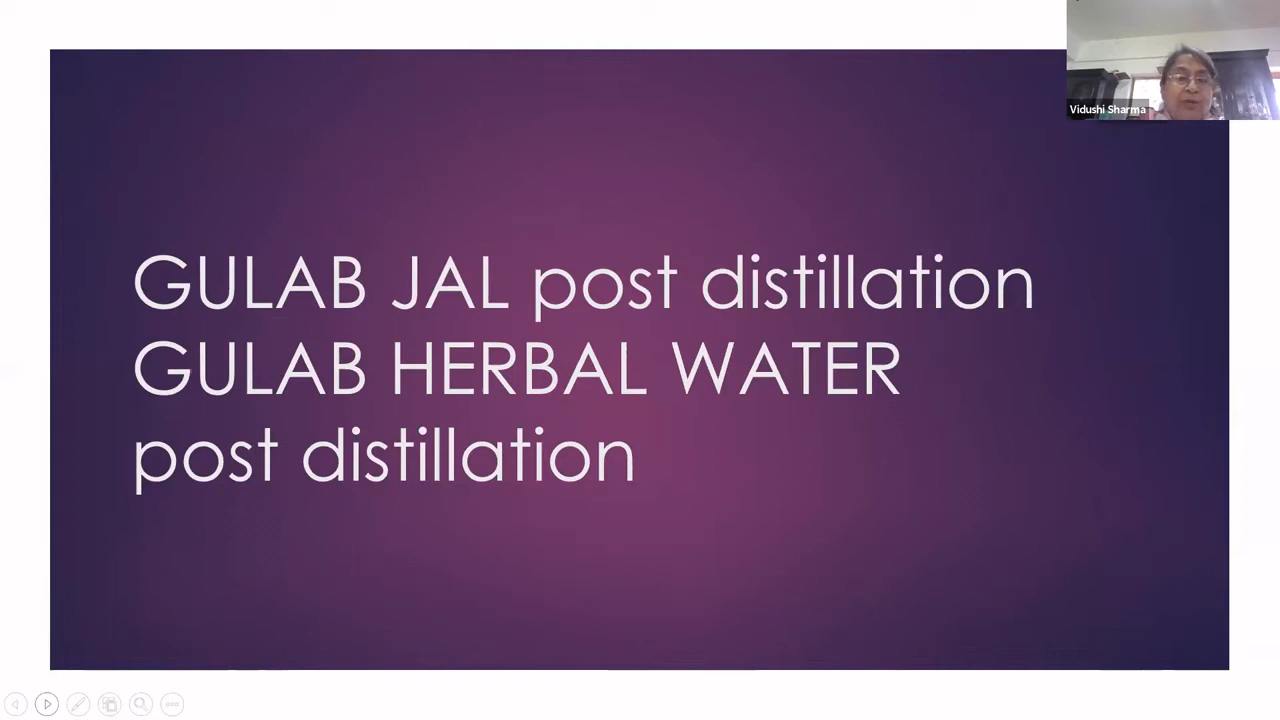 Vidushi Sharma
GULAB JAL post distillation
GULAB HERBAL WATER
post distillation